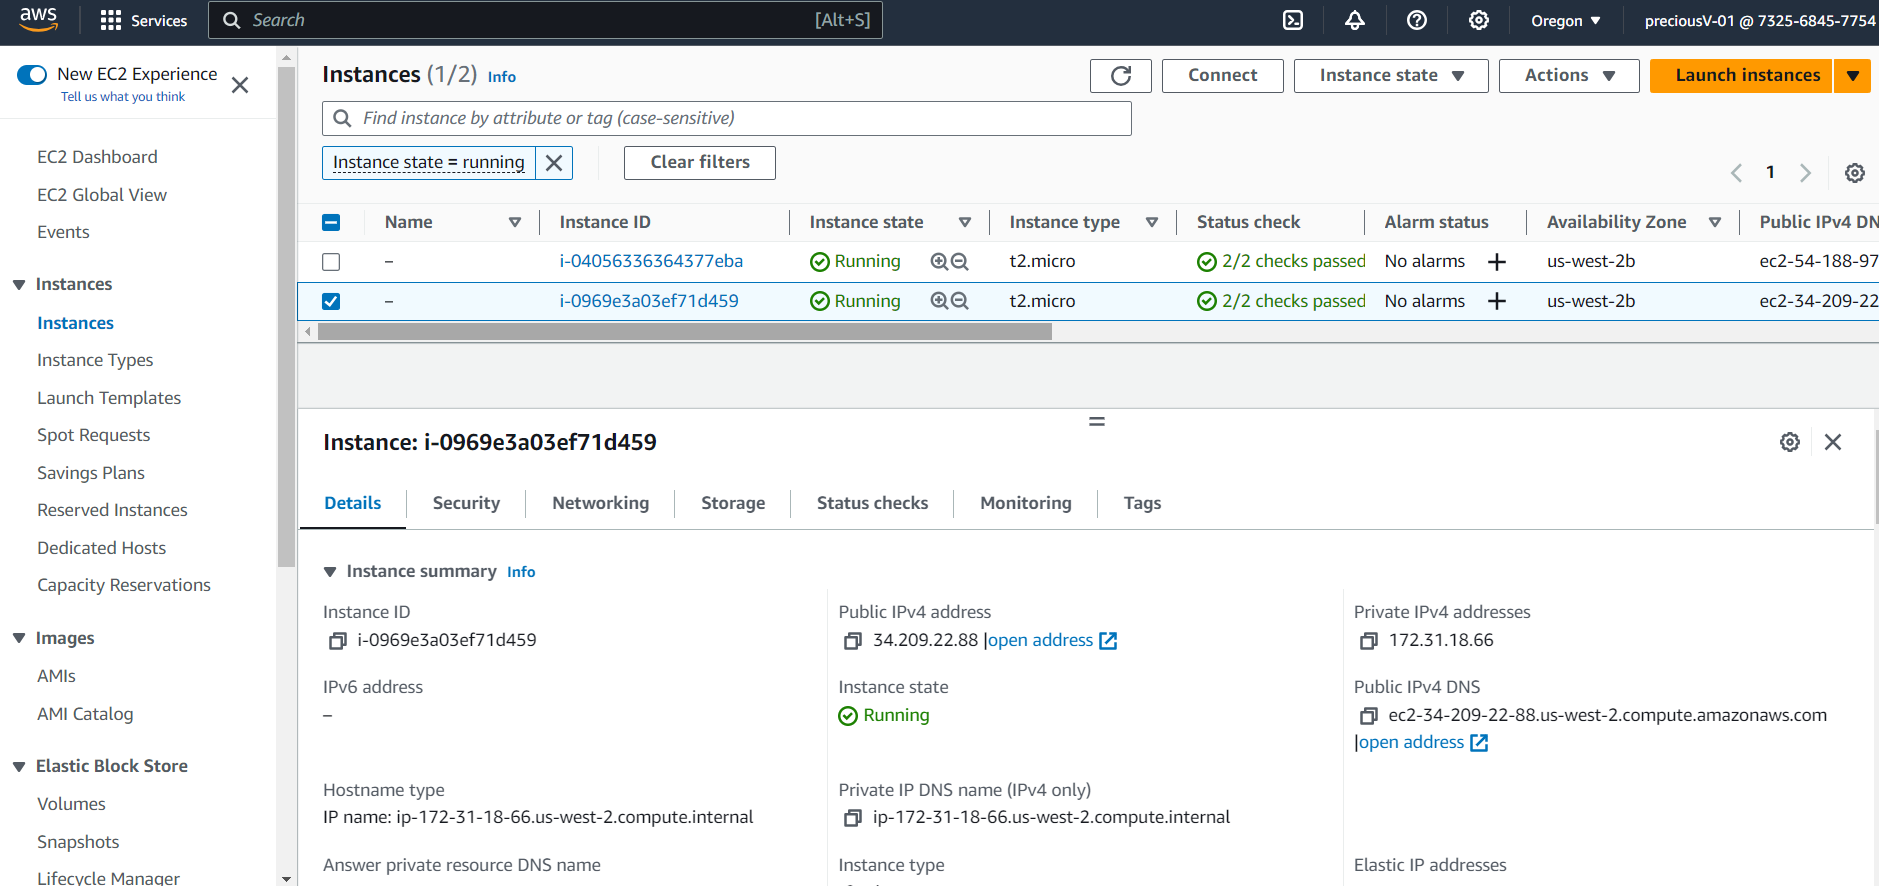 aws Services Search [Alt+S] Oregon preciousV-01 @ 7325-6845-7754
New EC2 Experience
Tell us what you think
EC2 Dashboard
EC2 Global View
Events
Instances
Instances
Instance Types
Launch Templates
Spot Requests
Savings Plans
Reserved Instances
Dedicated Hosts
Capacity Reservations
Images
AMIs
AMI Catalog
Elastic Block Store
Volumes
Snapshots
Lifecycle Manager
Instances (1/2) Info Connect Instance state Actions Launch instances
Find instance by attribute or tag (case-sensitive)
Instance state = running Clear filters
1
Name Instance ID Instance state Instance type Status check Alarm status Availability Zone Public IPv4 DN
– i-04056336364377eba Running t2.micro 2/2 checks passed No alarms + us-west-2b ec2-54-188-97
– i-0969e3a03ef71d459 Running t2.micro 2/2 checks passed No alarms + us-west-2b ec2-34-209-22
Instance: i-0969e3a03ef71d459
Details Security Networking Storage Status checks Monitoring Tags
Instance summary Info
Instance ID
i-0969e3a03ef71d459
Public IPv4 address
34.209.22.88 |open address
Private IPv4 addresses
172.31.18.66
IPv6 address
–
Instance state
Running
Public IPv4 DNS
ec2-34-209-22-88.us-west-2.compute.amazonaws.com
|open address
Hostname type
IP name: ip-172-31-18-66.us-west-2.compute.internal
Private IP DNS name (IPv4 only)
ip-172-31-18-66.us-west-2.compute.internal
Answer private resource DNS name
Instance type
Elastic IP addresses